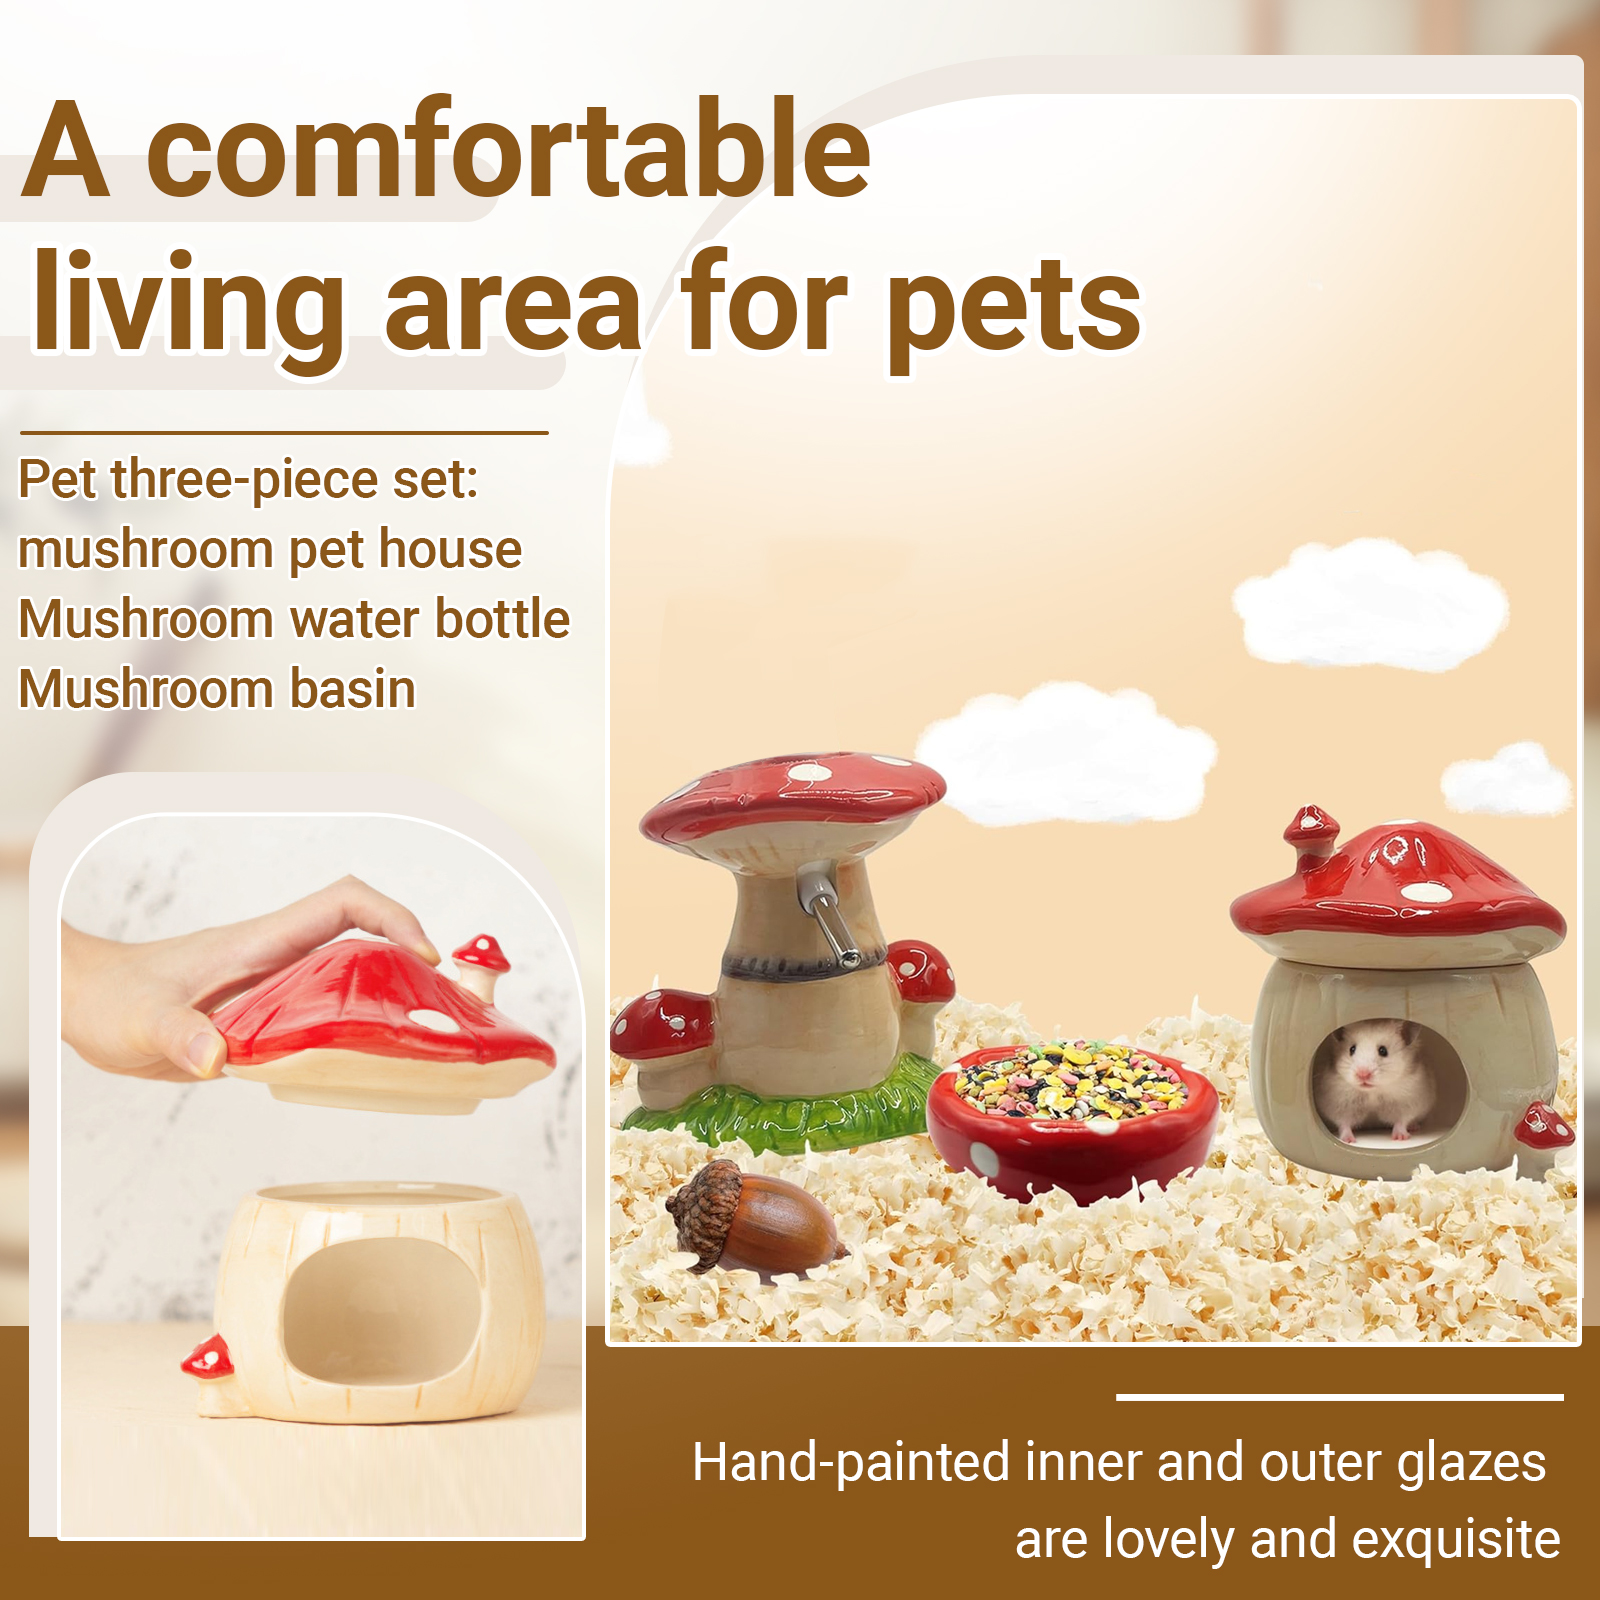 A comfortable
living area for pets
Pet three-piece set:
mushroom pet house
Mushroom water bottle
Mushroom basin
Hand-painted inner and outer glazes
are lovely and exquisite